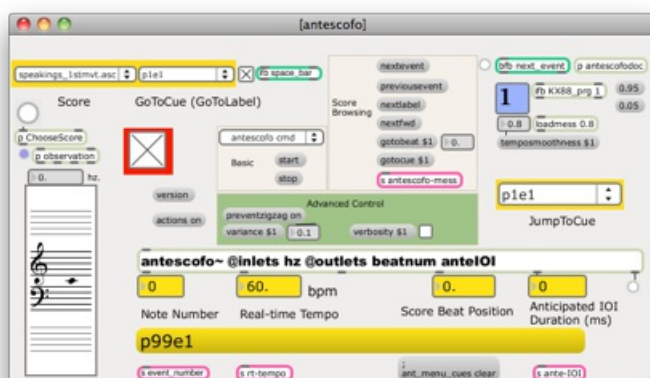 [antescofo]
speakings_1stmvt.asc
p1e1
fb space_bar
Score
GoToCue (GoToLabel)
p ChooseScore
p observation
0.
hz.
version
actions on
antescofo cmd
Basic
start
stop
Score
Browsing
nextevent
previousevent
nextlabel
nextfwd
gotobeat $1
0.
gotocue $1
s antescofo-mess
Advanced Control
preventzigzag on
variance $1
0.1
verbosity $1
bfb next_event
p antescofodoc
1
fb KX88_prg 1
0.95
0.05
0.8
loadmess 0.8
temposmoothness $1
p1e1
JumpToCue
antescofo~ @inlets hz @outlets beatnum anteIOI
0
60.
bpm
0.
0
Note Number
Real-time Tempo
Score Beat Position
Anticipated IOI
Duration (ms)
p99e1
s event_number
s rt-tempo
;
ant_menu_cues clear
s ante-IOI